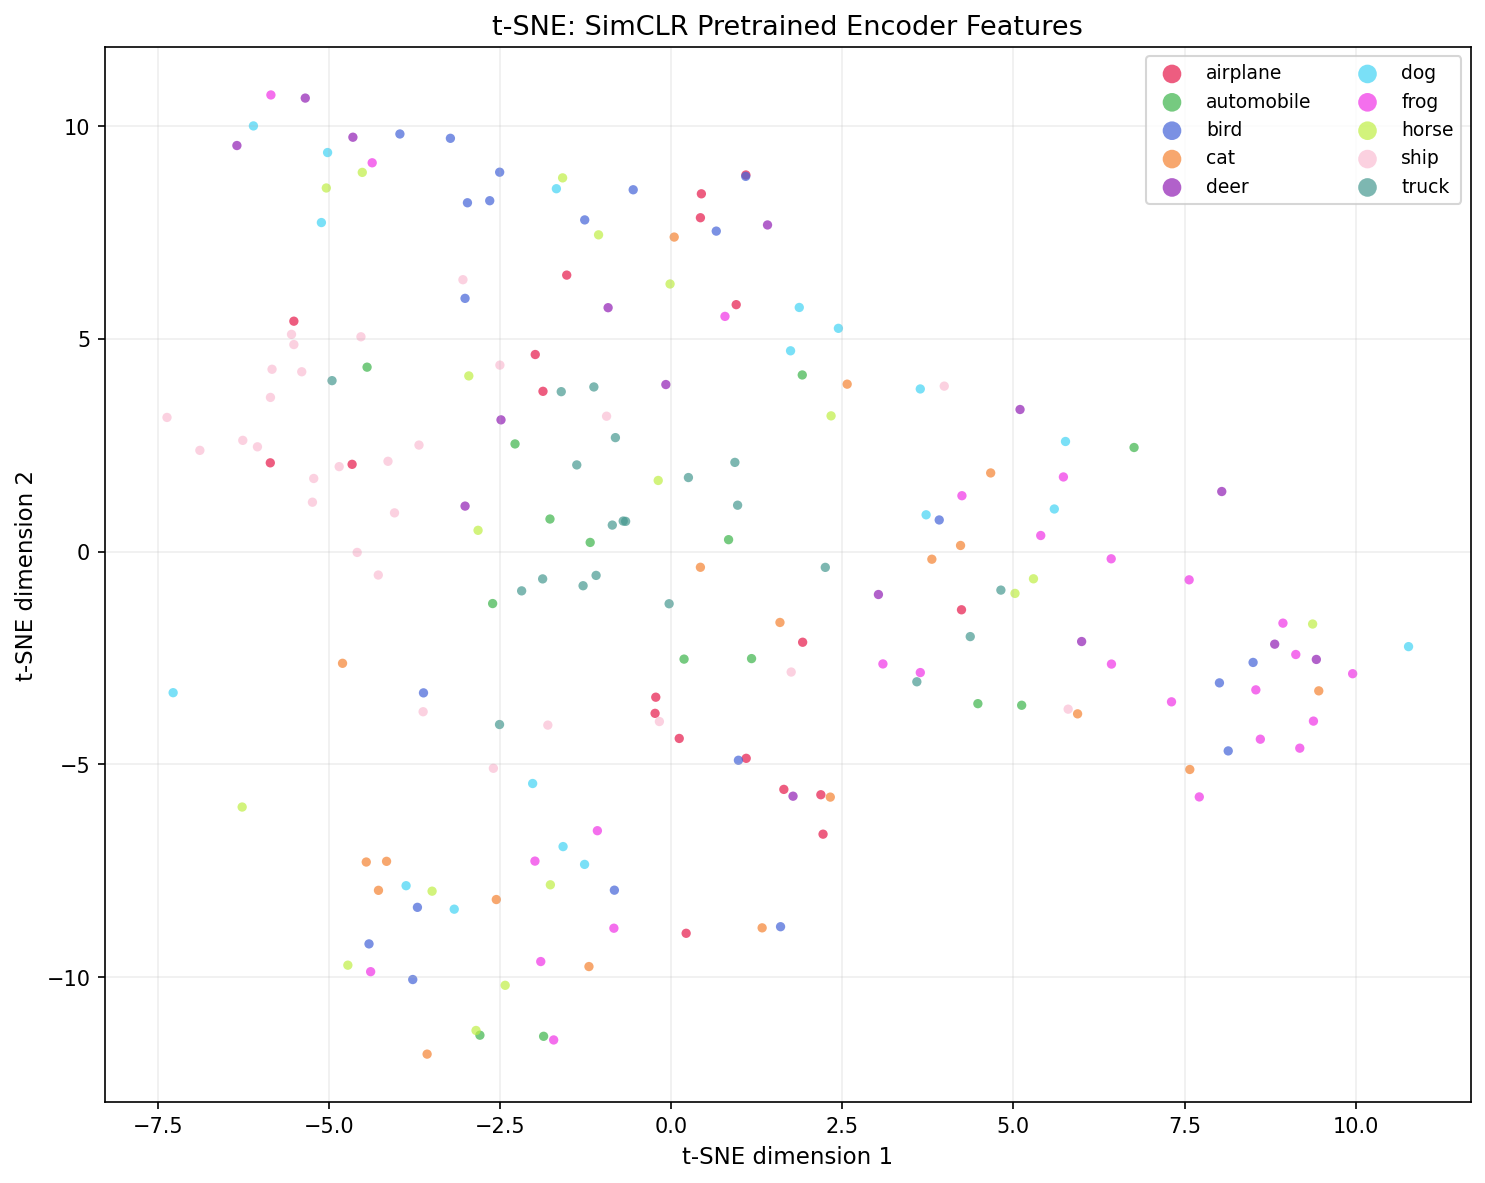 t-SNE: SimCLR Pretrained Encoder Features
airplane
automobile
bird
cat
deer
dog
frog
horse
ship
truck
10
5
0
−5
−10
t-SNE dimension 2
−7.5 −5.0 −2.5 0.0 2.5 5.0 7.5 10.0
t-SNE dimension 1